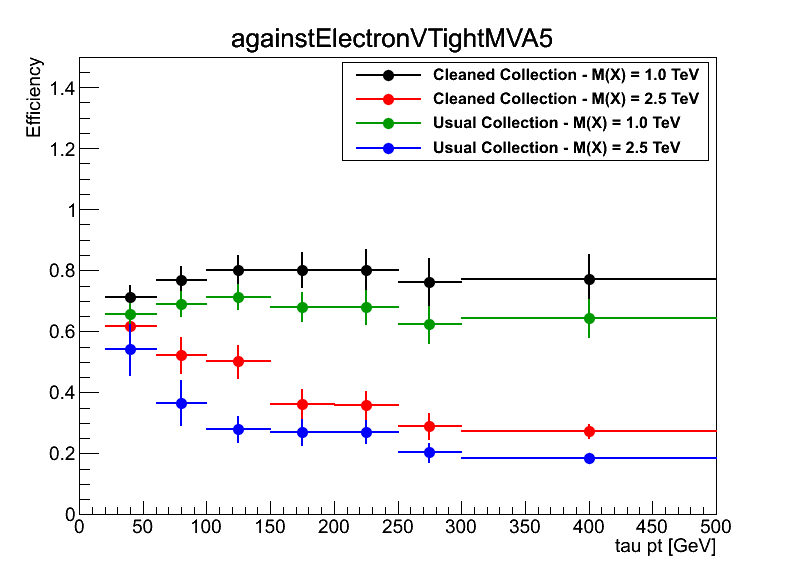 againstElectronVTightMVA5
Efficiency
Cleaned Collection - M(X) = 1.0 TeV
Cleaned Collection - M(X) = 2.5 TeV
Usual Collection - M(X) = 1.0 TeV
Usual Collection - M(X) = 2.5 TeV
1.4
1.2
1
0.8
0.6
0.4
0.2
0
0 50 100 150 200 250 300 350 400 450 500
tau pt [GeV]